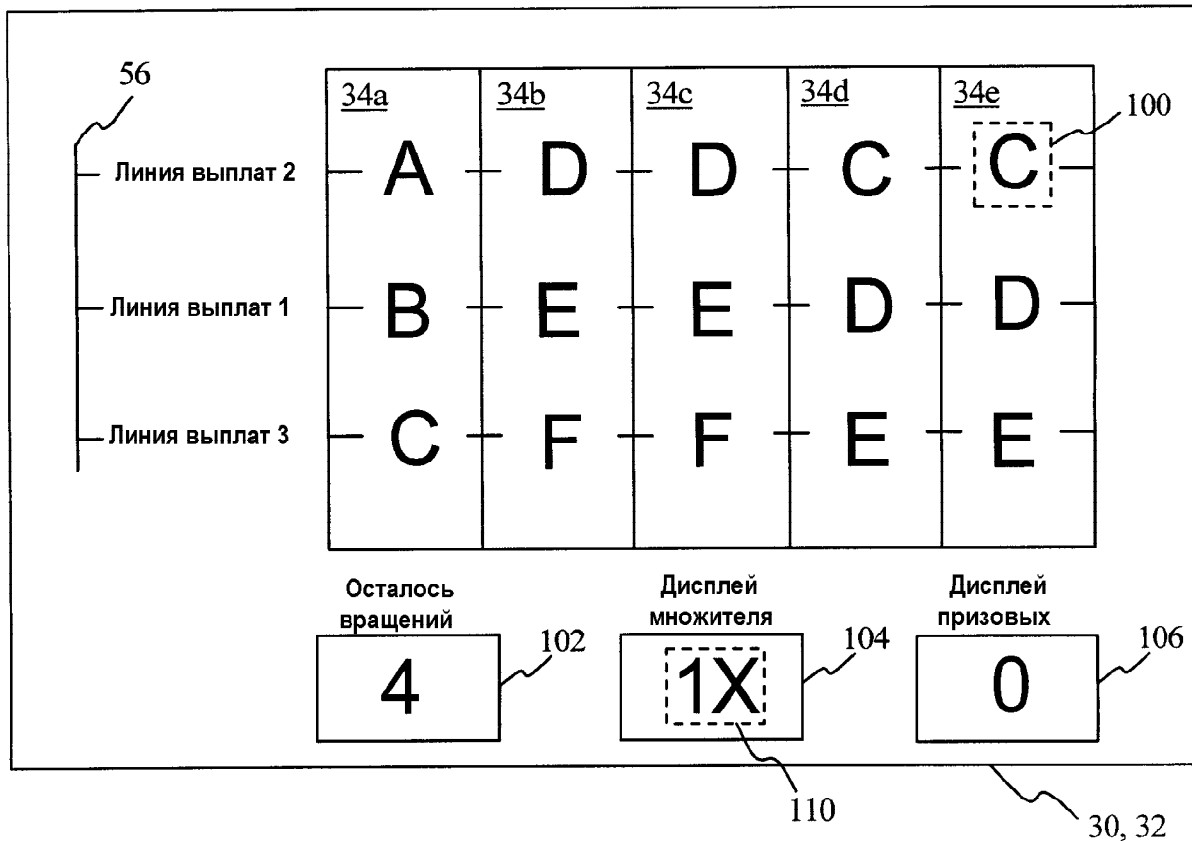 56
34a 34b 34c 34d 34e
100
Линия выплат 2 A D D C C
Линия выплат 1 B E E D D
Линия выплат 3 C F F E E
Осталось вращений
Дисплей множителя
Дисплей призовых
4 102
1X 104
0 106
110
30, 32